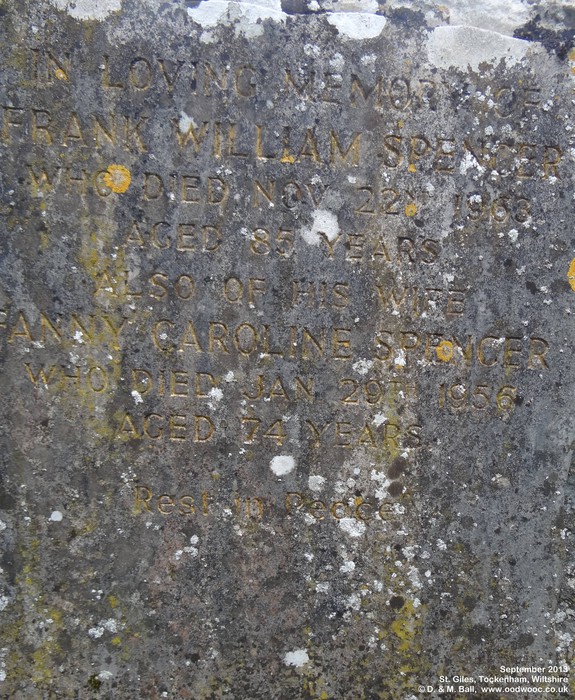 IN LOVING MEMORY OF
FRANK WILLIAM SPENCER
WHO DIED NOV 22ND 1963
AGED 85 YEARS
ALSO OF HIS WIFE
FANNY CAROLINE SPENCER
WHO DIED JAN 29TH 1956
AGED 74 YEARS
Rest in Peace
September 2013
St. Giles, Tockenham, Wiltshire
© D. & M. Ball, www.oodwooc.co.uk